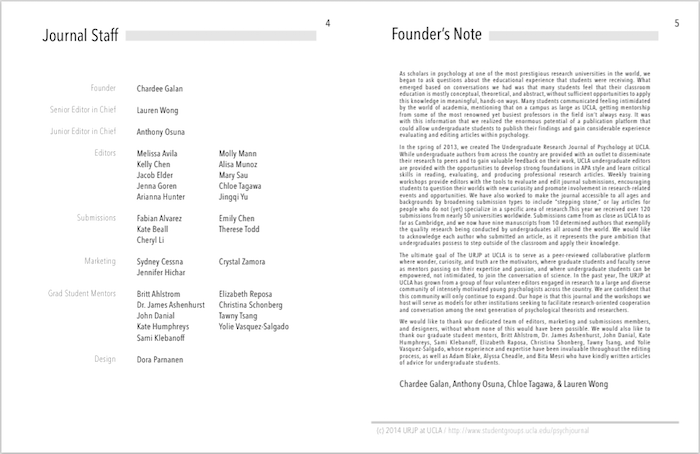 4
Journal Staff
Founder Chardee Galan
Senior Editor in Chief Lauren Wong
Junior Editor in Chief Anthony Osuna
Editors Melissa Avila Molly Mann
Kelly Chen Alisa Munoz
Jacob Elder Mary Sau
Jenna Goren Chloe Tagawa
Arianna Hunter Jingqi Yu
Submissions Fabian Alvarez Emily Chen
Kate Beall Therese Todd
Cheryl Li
Marketing Sydney Cessna Crystal Zamora
Jennifer Hichar
Grad Student Mentors Britt Ahlstrom Elizabeth Reposa
Dr. James Ashenhurst Christina Schonberg
John Danial Tawny Tsang
Kate Humphreys Yolie Vasquez-Salgado
Sami Klebanoff
Design Dora Parnanen
5
Founder's Note
As scholars in psychology at one of the most prestigious research universities in the world, we
began to ask questions about the educational experience that students were receiving. What
emerged based on conversations we had was that many students feel that their classroom
education is mostly conceptual, theoretical, and abstract, without sufficient opportunities to apply
this knowledge in meaningful, hands-on ways. Many students communicated feeling intimidated
by the world of academia, mentioning that on a campus as large as UCLA, getting mentorship
from some of the most renowned yet busiest professors in the field isn't always easy. It was
with this information that we realized the enormous potential of a publication platform that
could allow undergraduate students to publish their findings and gain considerable experience
evaluating and editing articles within psychology.
In the spring of 2013, we created The Undergraduate Research Journal of Psychology at UCLA.
While undergraduate authors from across the country are provided with an outlet to disseminate
their research to peers and to gain valuable feedback on their work, UCLA undergraduate editors
are provided with the opportunities to develop strong foundations in APA style and learn critical
skills in reading, evaluating, and producing professional research articles. Weekly training
workshops provide editors with the tools to evaluate and edit journal submissions, encouraging
students to question their worlds with new curiosity and promote involvement in research-related
events and opportunities. We have also worked to make the journal accessible to all ages and
backgrounds by broadening submission types to include "stepping stone," or lay articles for
people who do not (yet) specialize in a specific area of research.This year we received over 120
submissions from nearly 50 universities worldwide. Submissions came from as close as UCLA to as
far as Cambridge, and we now have nine manuscripts from 10 determined authors that exemplify
the quality research being conducted by undergraduates all around the world. We would like to
acknowledge each author who submitted an article, as it represents the pure ambition that
undergraduates possess to step outside of the classroom and apply their knowledge.
The ultimate goal of The URJP at UCLA is to serve as a peer-reviewed collaborative platform
where wonder, curiosity, and truth are the motivators, where graduate students and faculty serve
as mentors passing on their expertise and passion, and where undergraduate students can be
empowered, not intimidated, to join the conversation of science. In the past year, The URJP at
UCLA has grown from a group of four volunteer editors engaged in research to a large and diverse
community of intensely motivated young psychologists across the country. We are confident that
this community will only continue to expand. Our hope is that this journal and the workshops we
host will serve as models for other institutions seeking to facilitate research-oriented cooperation
and conversation among the next generation of psychological theorists and researchers.
We would like to thank our dedicated team of editors, marketing and submissions members,
and designers, without whom none of this would have been possible. We would also like to
thank our graduate student mentors, Britt Ahlstrom, Dr. James Ashenhurst, John Danial, Kate
Humphreys, Sami Klebanoff, Elizabeth Reposa, Christina Shonberg, Tawny Tsang, and Yolie
Vasquez-Salgado, whose experience and expertise have been invaluable throughout the editing
process, as well as Adam Blake, Alyssa Cheadle, and Bita Mesri who have kindly written articles
of advice for undergraduate students.
Chardee Galan, Anthony Osuna, Chloe Tagawa, & Lauren Wong
(c) 2014 URJP at UCLA / http://www.studentgroups.ucla.edu/psychjournal